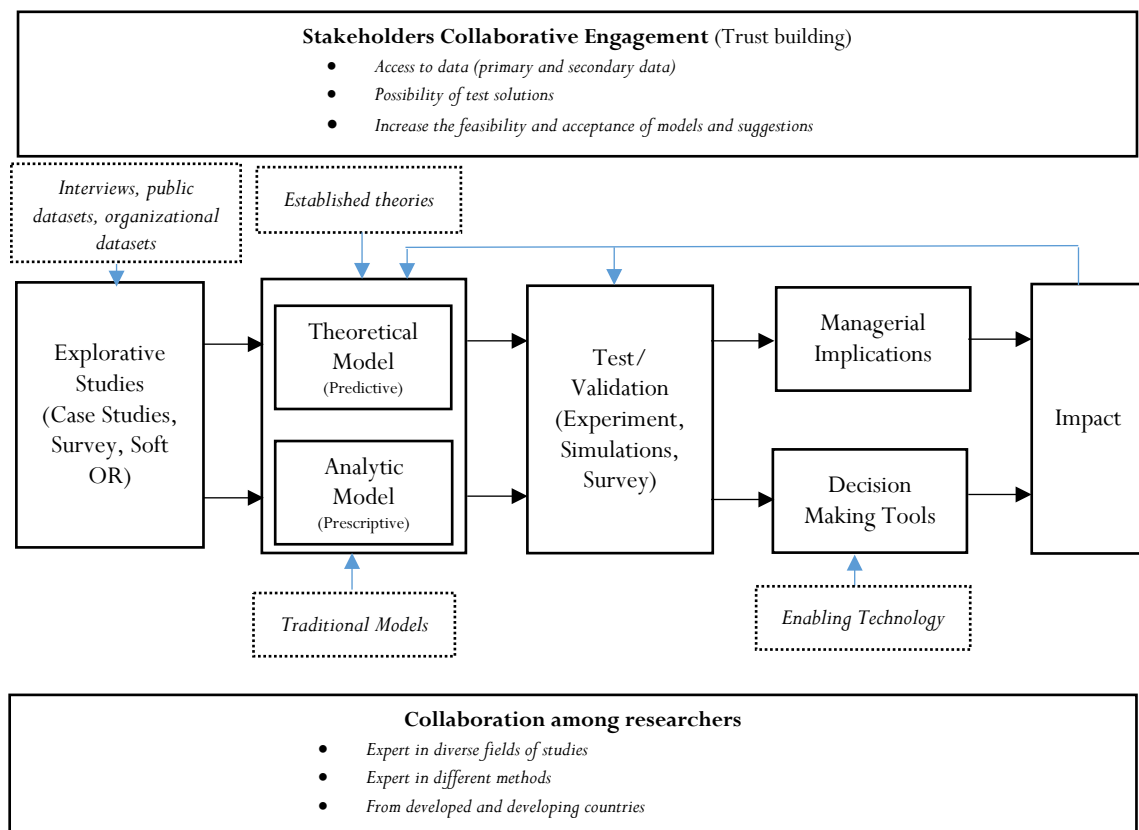 Stakeholders Collaborative Engagement (Trust building)
• Access to data (primary and secondary data)
• Possibility of test solutions
• Increase the feasibility and acceptance of models and suggestions
Interviews, public
datasets, organizational
datasets
Established theories
Explorative
Studies
(Case Studies,
Survey, Soft
OR)
Theoretical
Model
(Predictive)
Analytic
Model
(Prescriptive)
Test/
Validation
(Experiment,
Simulations,
Survey)
Managerial
Implications
Decision
Making Tools
Impact
Traditional Models
Enabling Technology
Collaboration among researchers
• Expert in diverse fields of studies
• Expert in different methods
• From developed and developing countries